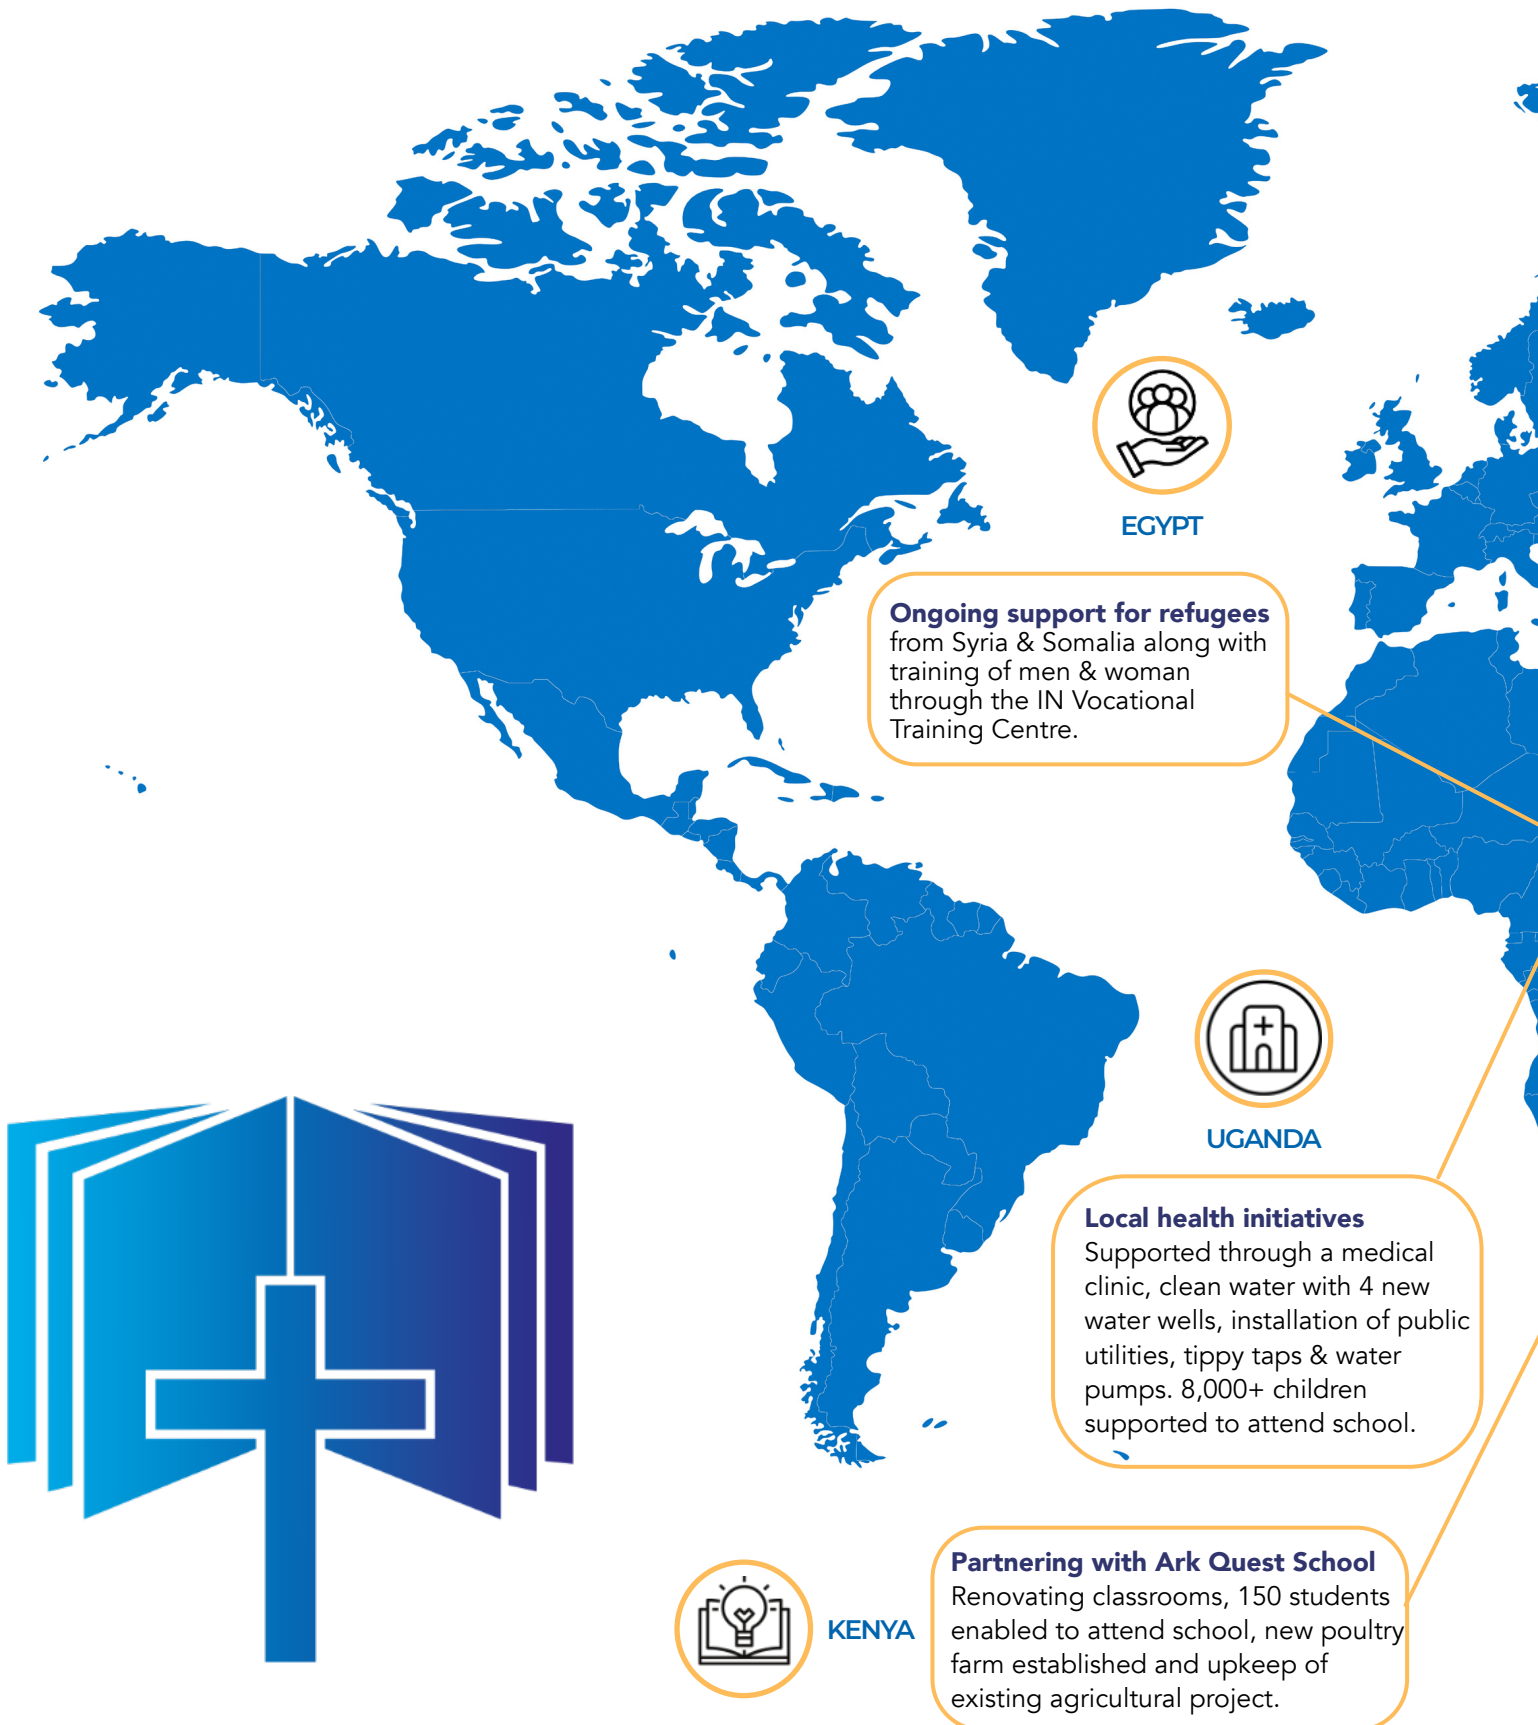 EGYPT
Ongoing support for refugees
from Syria & Somalia along with
training of men & woman
through the IN Vocational
Training Centre.
UGANDA
Local health initiatives
Supported through a medical
clinic, clean water with 4 new
water wells, installation of public
utilities, tippy taps & water
pumps. 8,000+ children
supported to attend school.
KENYA
Partnering with Ark Quest School
Renovating classrooms, 150 students
enabled to attend school, new poultry
farm established and upkeep of
existing agricultural project.